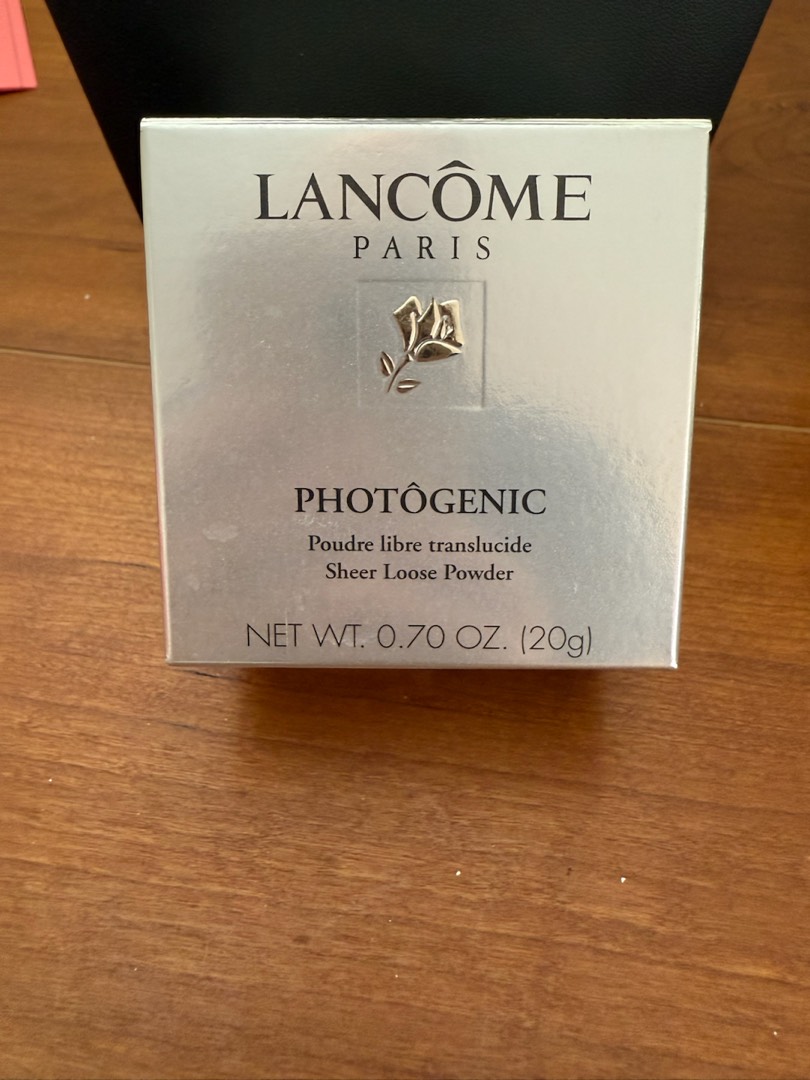 LANCÔME
PARIS
PHOTÔGENIC
Poudre libre translucide
Sheer Loose Powder
NET WT. 0.70 OZ. (20g)